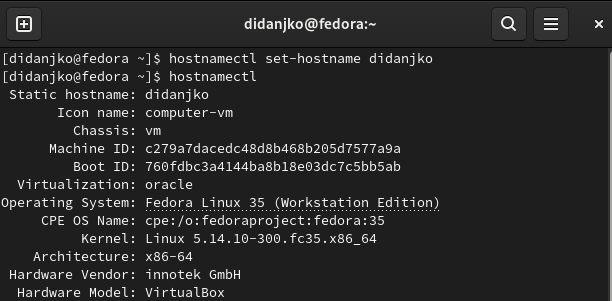 didanjko@fedora:~
[didanjko@fedora ~]$ hostnamectl set-hostname didanjko
[didanjko@fedora ~]$ hostnamectl
Static hostname: didanjko
Icon name: computer-vm
Chassis: vm
Machine ID: c279a7dacedc48d8b468b205d7577a9a
Boot ID: 760fdbc3a4144ba8b18e03dc7c5bb5ab
Virtualization: oracle
Operating System: Fedora Linux 35 (Workstation Edition)
CPE OS Name: cpe:/o:fedoraproject:fedora:35
Kernel: Linux 5.14.10-300.fc35.x86_64
Architecture: x86-64
Hardware Vendor: innotek GmbH
Hardware Model: VirtualBox